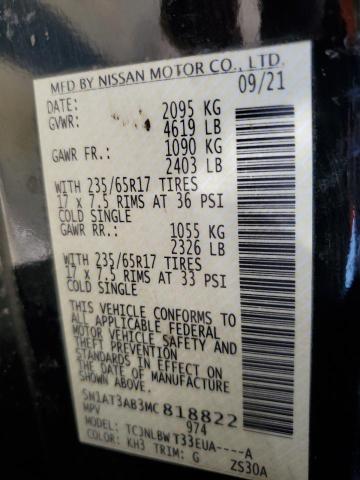 MFD BY NISSAN MOTOR CO., LTD.
DATE: 09/21
GVWR: 2095 KG
4619 LB
GAWR FR.: 1090 KG
2403 LB
WITH 235/65R17 TIRES
17 x 7.5 RIMS AT 36 PSI
COLD SINGLE
GAWR RR.: 1055 KG
2326 LB
WITH 235/65R17 TIRES
17 x 7.5 RIMS AT 33 PSI
COLD SINGLE
THIS VEHICLE CONFORMS TO
ALL APPLICABLE FEDERAL
MOTOR VEHICLE SAFETY AND
THEFT PREVENTION
STANDARDS IN EFFECT ON
THE DATE OF MANUFACTURE
5N1AT3AB3MC818822
MPV 974
MODEL: TCJNLBWT33EUA----A
COLOR: KH3 TRIM: G ZS30A